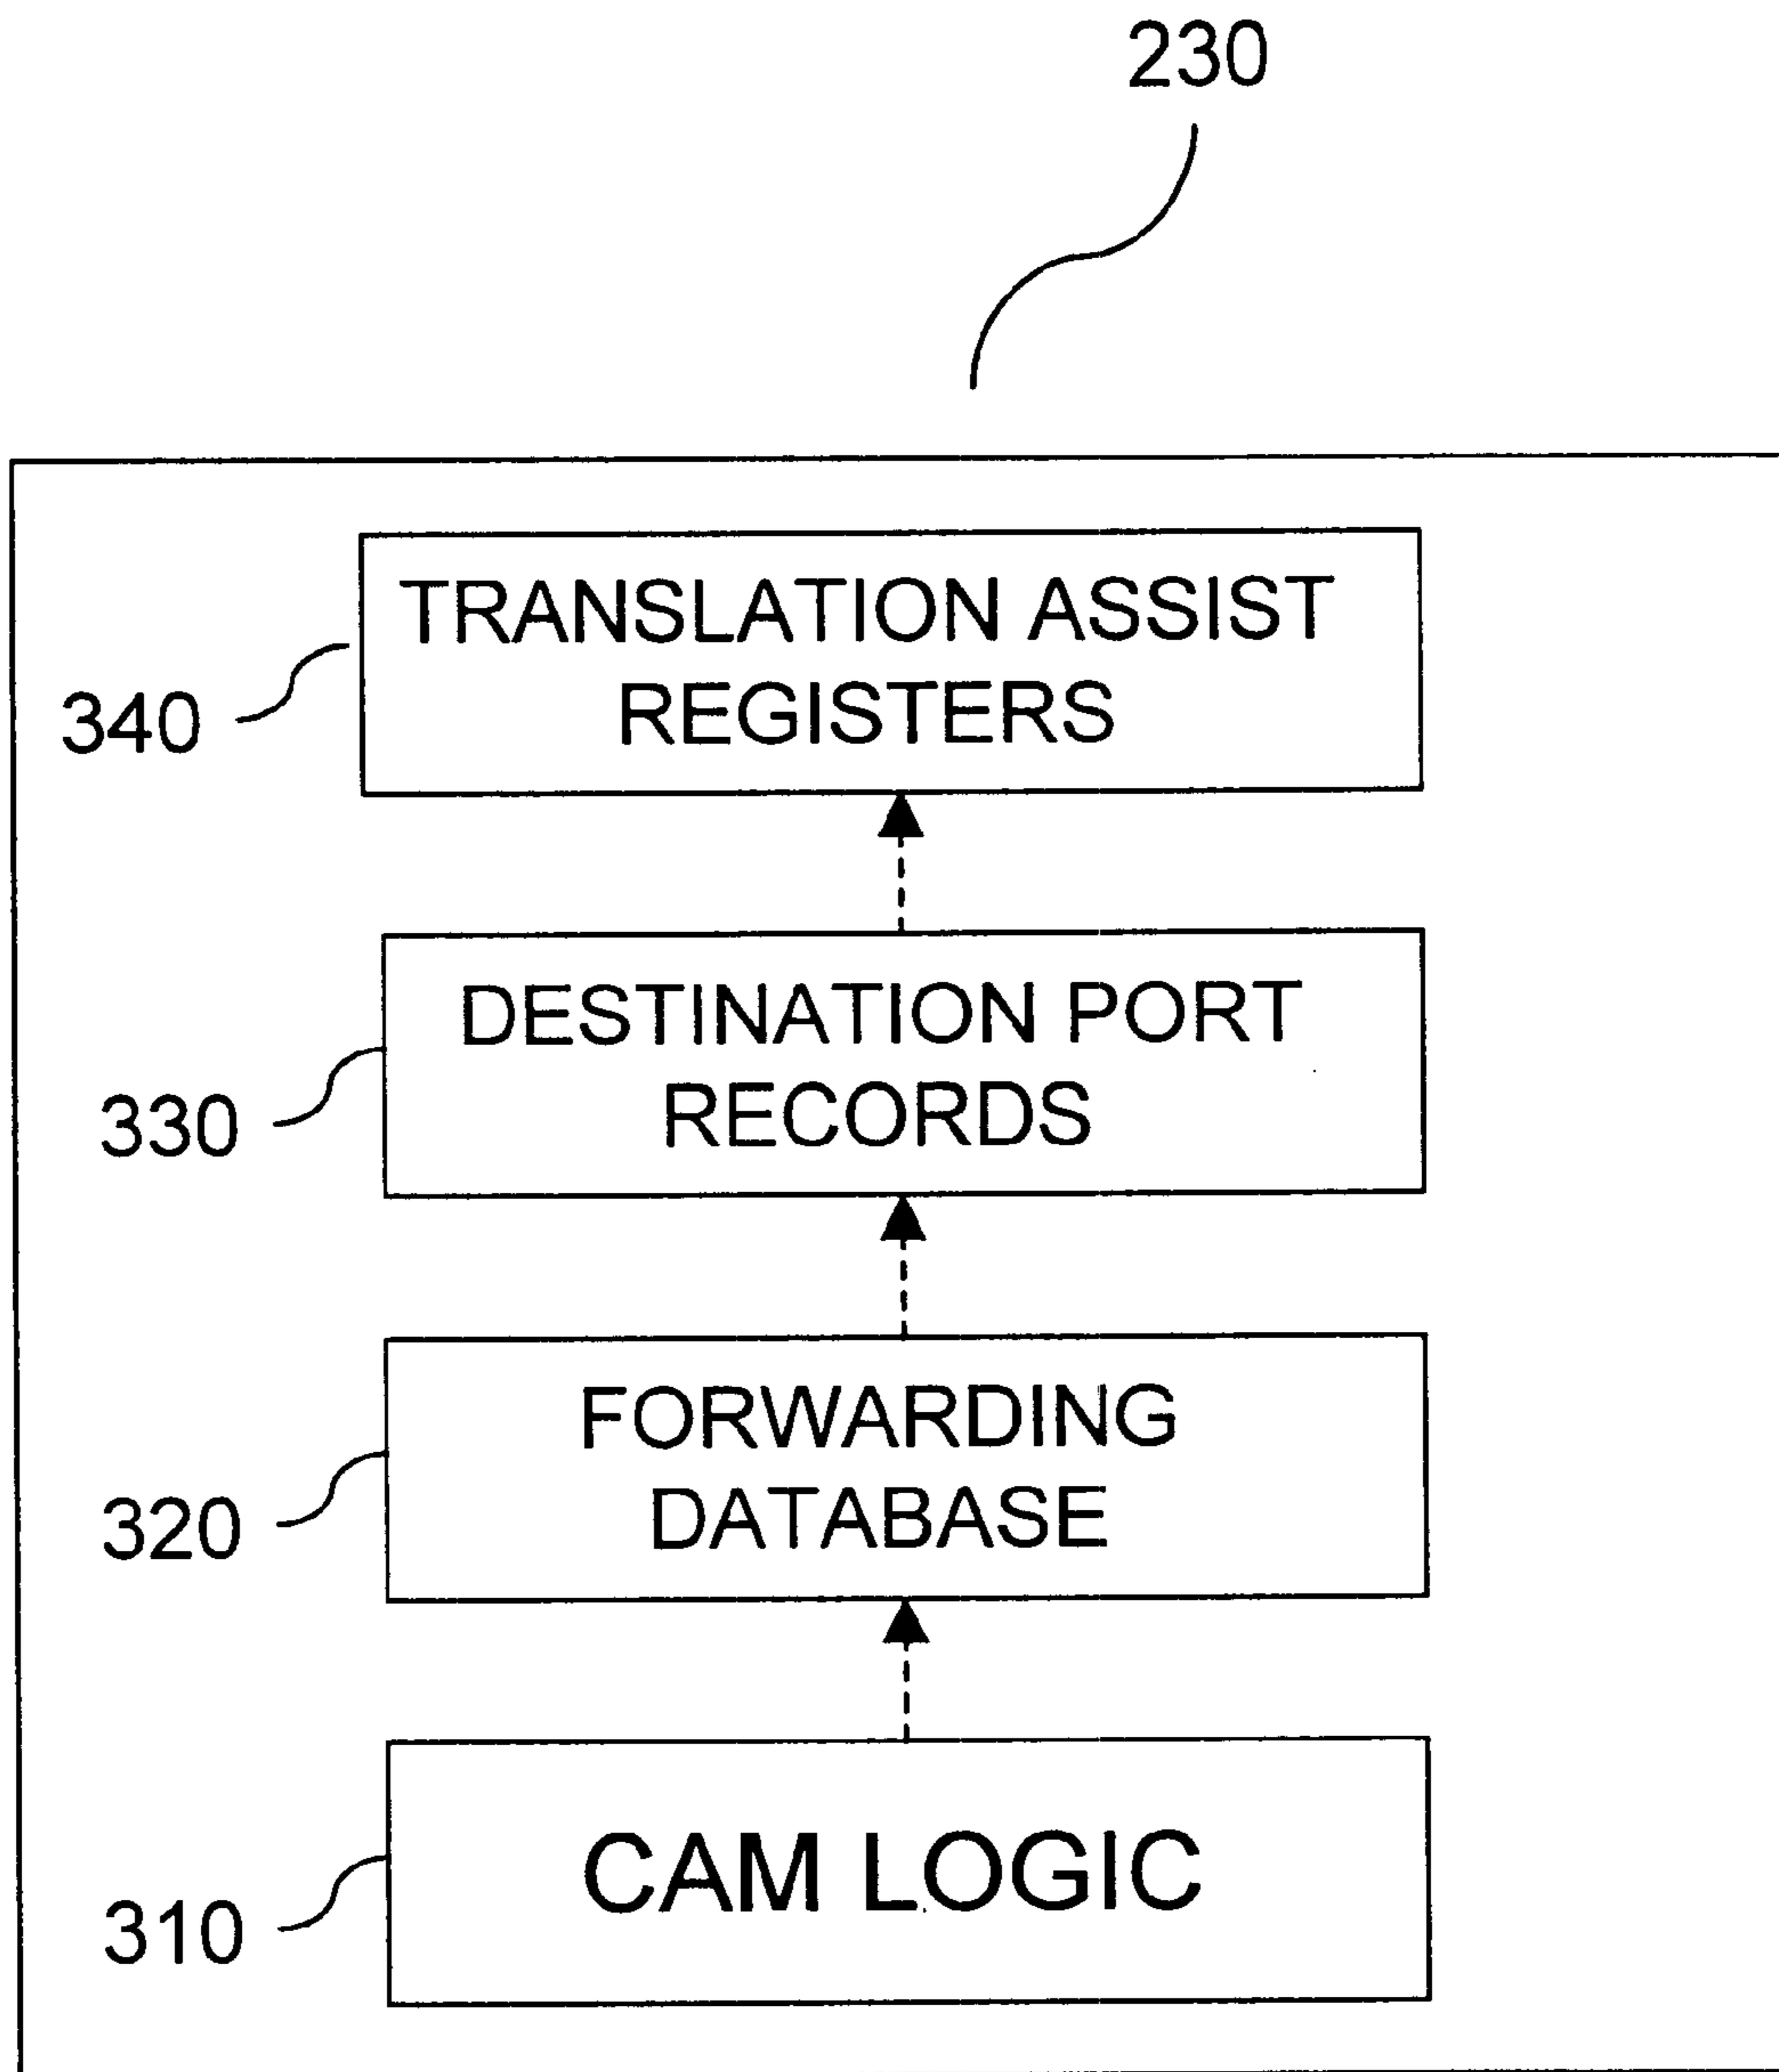 230
TRANSLATION ASSIST
REGISTERS
340
DESTINATION PORT
RECORDS
330
FORWARDING
DATABASE
320
CAM LOGIC
310